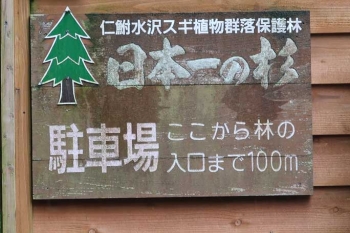 仁鮒水沢スギ植物群落保護林
日本一の杉
駐車場
ここから林の
入口まで100m